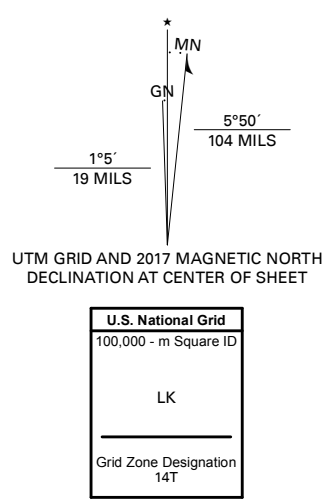 ★
MN
GN
5°50´
104 MILS
1°5´
19 MILS
UTM GRID AND 2017 MAGNETIC NORTH
DECLINATION AT CENTER OF SHEET
U.S. National Grid
100,000 - m Square ID
LK
Grid Zone Designation
14T